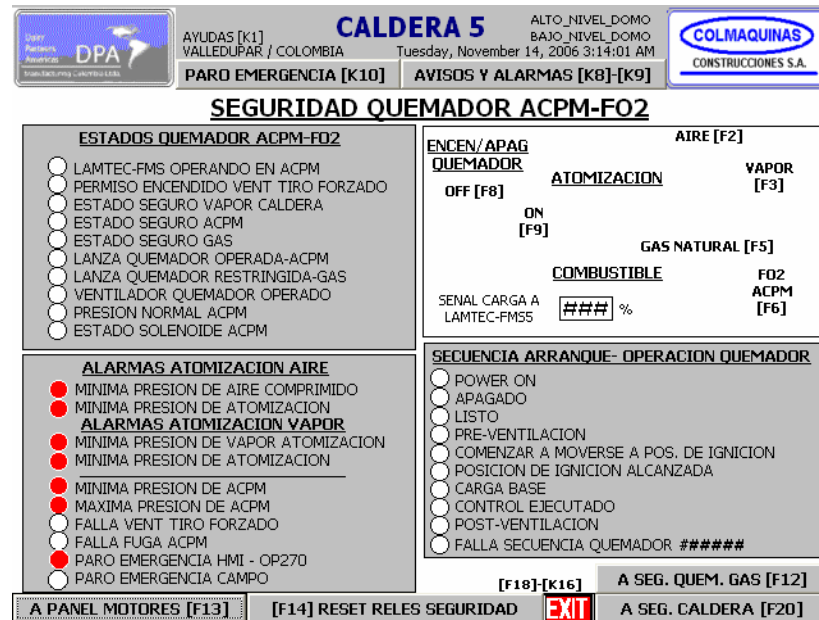 Dairy
Partners
Americas
DPA
Manufacturing Colombia Ltda.
AYUDAS [K1]
VALLEDUPAR / COLOMBIA
CALDERA 5
ALTO_NIVEL_DOMO
BAJO_NIVEL_DOMO
Tuesday, November 14, 2006 3:14:01 AM
PARO EMERGENCIA [K10]
AVISOS Y ALARMAS [K8]-[K9]
COLMAQUINAS
CONSTRUCCIONES S.A.
SEGURIDAD QUEMADOR ACPM-FO2
ESTADOS QUEMADOR ACPM-FO2
LAMTEC-FMS OPERANDO EN ACPM
PERMISO ENCENDIDO VENT TIRO FORZADO
ESTADO SEGURO VAPOR CALDERA
ESTADO SEGURO ACPM
ESTADO SEGURO GAS
LANZA QUEMADOR OPERADA-ACPM
LANZA QUEMADOR RESTRINGIDA-GAS
VENTILADOR QUEMADOR OPERADO
PRESION NORMAL ACPM
ESTADO SOLENOIDE ACPM
ENCEN/APAG
QUEMADOR
OFF [F8]
ON
[F9]
AIRE [F2]
ATOMIZACION
VAPOR
[F3]
GAS NATURAL [F5]
COMBUSTIBLE
FO2
ACPM
[F6]
SENAL CARGA A
LAMTEC-FMS5
### %
ALARMAS ATOMIZACION AIRE
MINIMA PRESION DE AIRE COMPRIMIDO
MINIMA PRESION DE ATOMIZACION
ALARMAS ATOMIZACION VAPOR
MINIMA PRESION DE VAPOR ATOMIZACION
MINIMA PRESION DE ATOMIZACION
MINIMA PRESION DE ACPM
MAXIMA PRESION DE ACPM
FALLA VENT TIRO FORZADO
FALLA FUGA ACPM
PARO EMERGENCIA HMI - OP270
PARO EMERGENCIA CAMPO
SECUENCIA ARRANQUE- OPERACION QUEMADOR
POWER ON
APAGADO
LISTO
PRE-VENTILACION
COMENZAR A MOVERSE A POS. DE IGNICION
POSICION DE IGNICION ALCANZADA
CARGA BASE
CONTROL EJECUTADO
POST-VENTILACION
FALLA SECUENCIA QUEMADOR ######
[F18]-[K16]
A SEG. QUEM. GAS [F12]
A PANEL MOTORES [F13]
[F14] RESET RELES SEGURIDAD
EXIT
A SEG. CALDERA [F20]